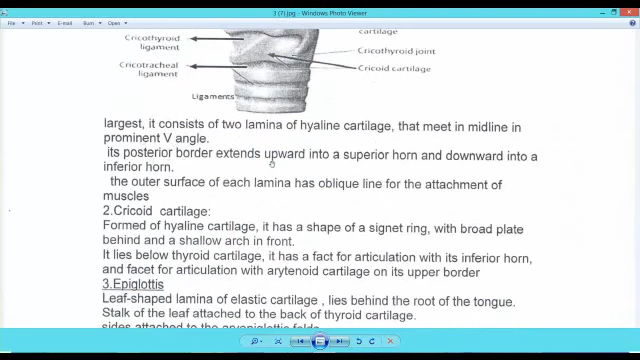 3 (7).jpg - Windows Photo Viewer
File Print E-mail Burn Open
Cricothyroid
ligament
cartilage
Cricothyroid joint
Cricotracheal
ligament
Cricoid cartilage
Ligaments
largest, it consists of two lamina of hyaline cartilage, that meet in midline in
prominent V angle.
its posterior border extends upward into a superior horn and downward into a
inferior horn.
the outer surface of each lamina has oblique line for the attachment of
muscles
2.Cricoid cartilage:
Formed of hyaline cartilage, it has a shape of a signet ring, with broad plate
behind and a shallow arch in front.
It lies below thyroid cartilage, it has a fact for articulation with its inferior horn,
and facet for articulation with arytenoid cartilage on its upper border
3.Epiglottis
Leaf-shaped lamina of elastic cartilage , lies behind the root of the tongue.
Stalk of the leaf attached to the back of thyroid cartilage.
sides attached to the aryepiglottic folds